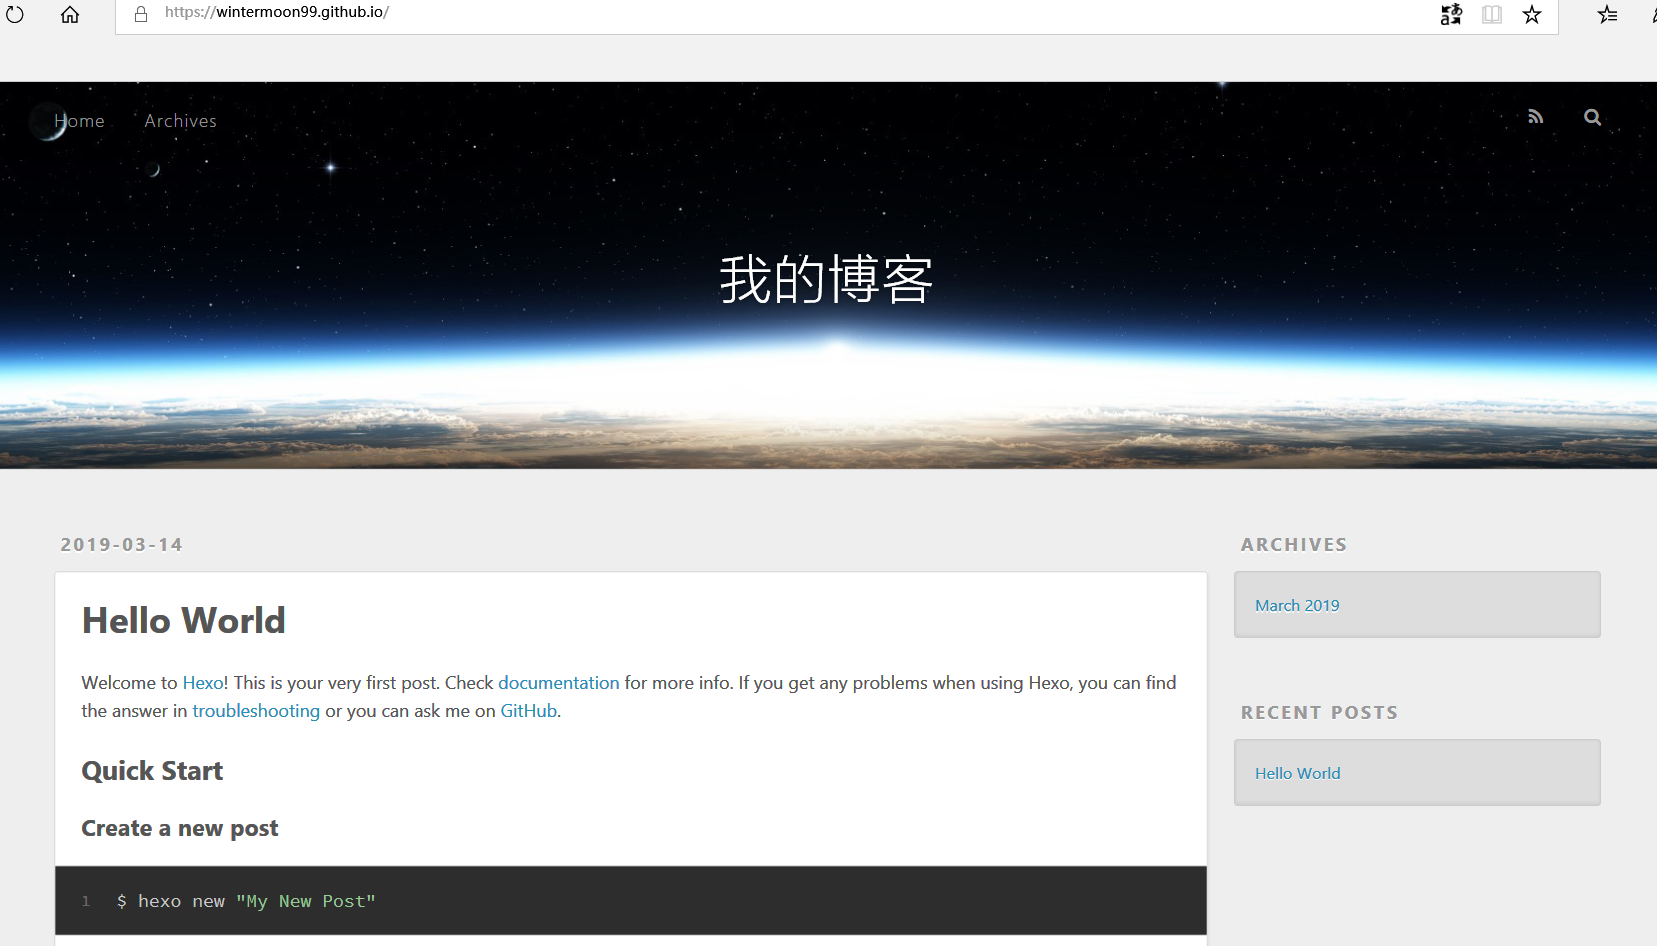 https://wintermoon99.github.io/
Home Archives
我的博客
2019-03-14
Hello World
Welcome to Hexo! This is your very first post. Check documentation for more info. If you get any problems when using Hexo, you can find
the answer in troubleshooting or you can ask me on GitHub.
Quick Start
Create a new post
1 $ hexo new "My New Post"
ARCHIVES
March 2019
RECENT POSTS
Hello World